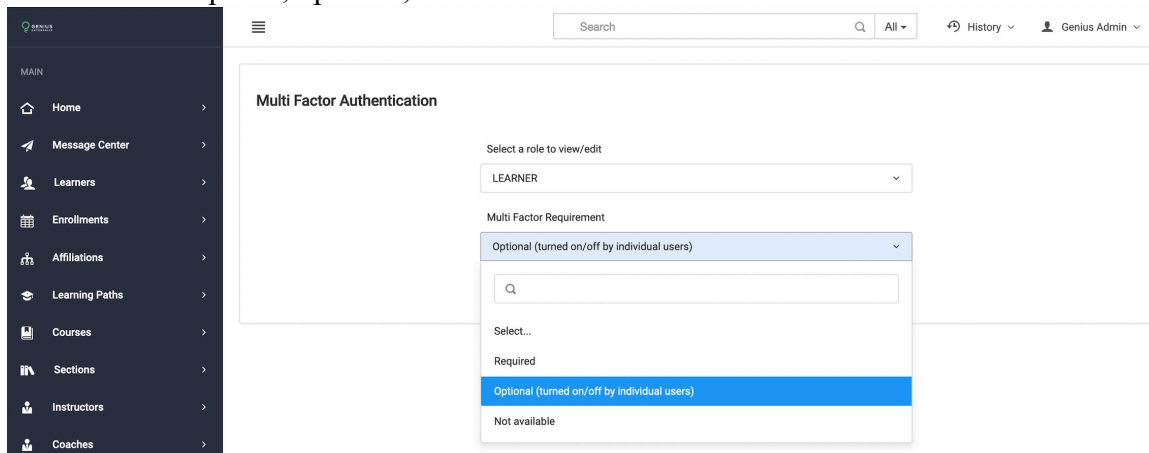 GENIUS
Search
All
History
Genius Admin
MAIN
Home
Message Center
Learners
Enrollments
Affiliations
Learning Paths
Courses
Sections
Instructors
Coaches
Multi Factor Authentication
Select a role to view/edit
LEARNER
Multi Factor Requirement
Optional (turned on/off by individual users)
Select...
Required
Optional (turned on/off by individual users)
Not available